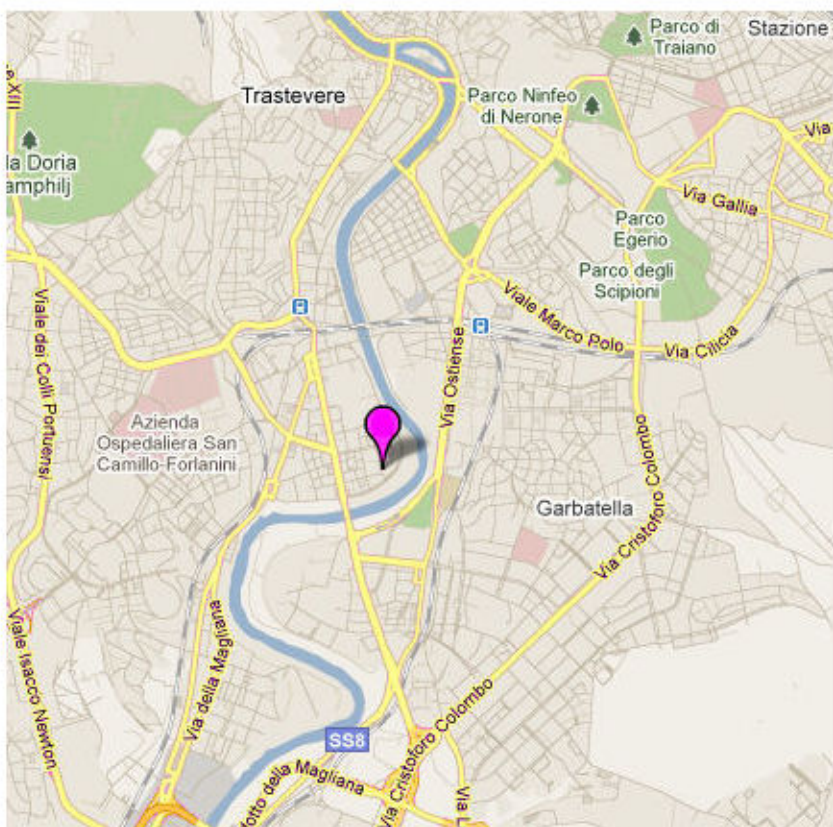 Parco di
Traiano
Stazione
e XIII
Trastevere
Parco Ninfeo
di Nerone
Via
la Doria
amphilj
Via Gallia
Parco
Egerio
Parco degli
Scipioni
Viale dei Colli Portuensi
Viale Marco Polo
Via Cilicia
Via Ostiense
Azienda
Ospedaliera San
Camillo-Forlanini
Via Cristoforo Colombo
Garbatella
Viale Isacco Newton
Via della Magliana
SS8
Via Cristoforo Colombo
dotto della Magliana
Via L